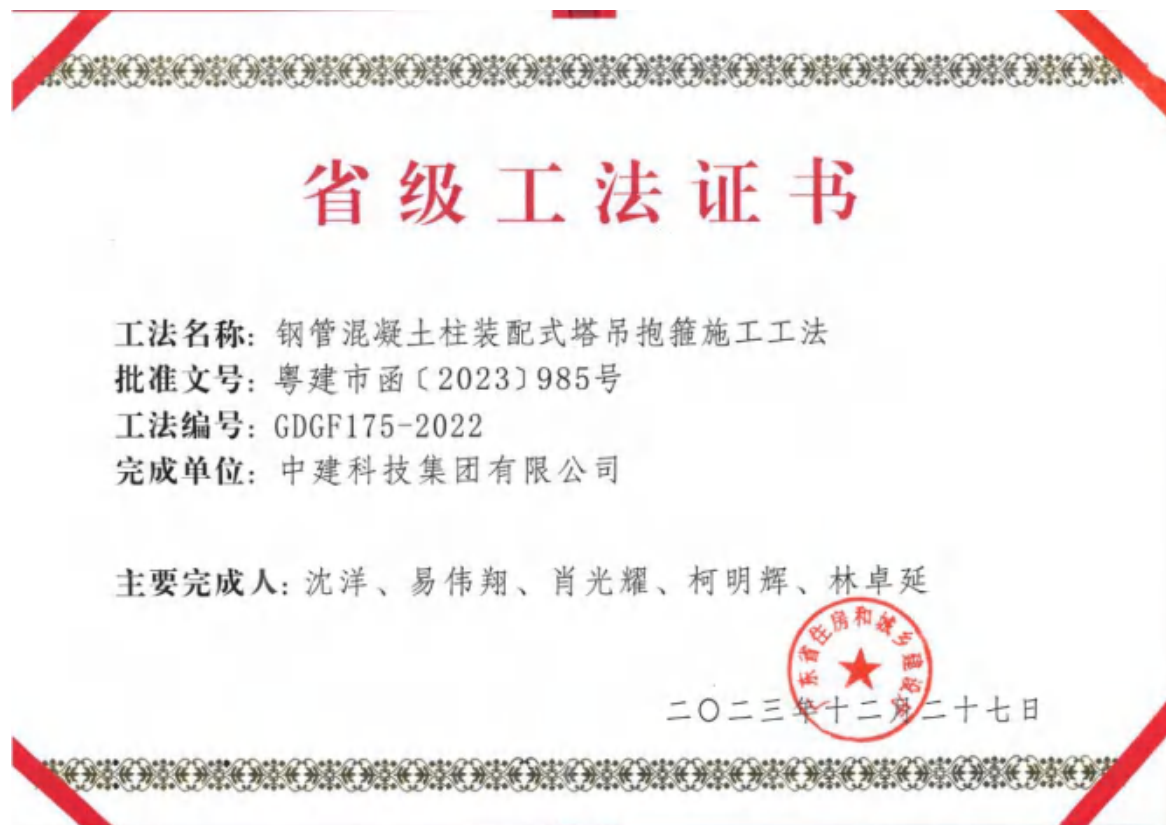 省级工法证书
工法名称: 钢管混凝土柱装配式塔吊抱箍施工工法
批准文号: 粤建市函〔2023〕985号
工法编号: GDGF175-2022
完成单位: 中建科技集团有限公司
主要完成人: 沈洋、易伟翔、肖光耀、柯明辉、林卓延
广东省住房和城乡建设厅
二〇二三年十二月二十七日